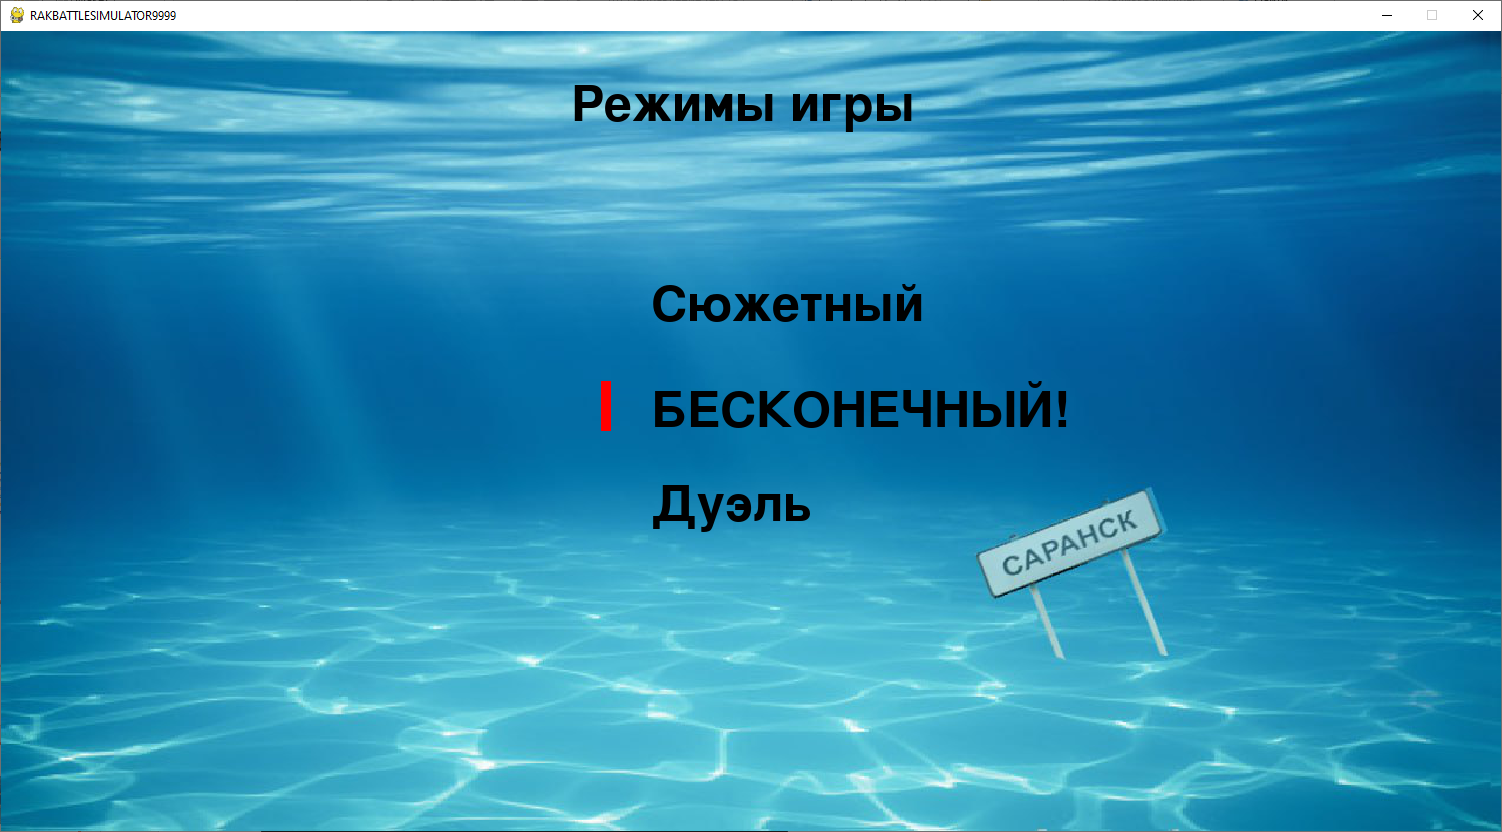 RAKBATTLESIMULATOR9999
Режимы игры
Сюжетный
БЕСКОНЕЧНЫЙ!
Дуэль
САРАНСК